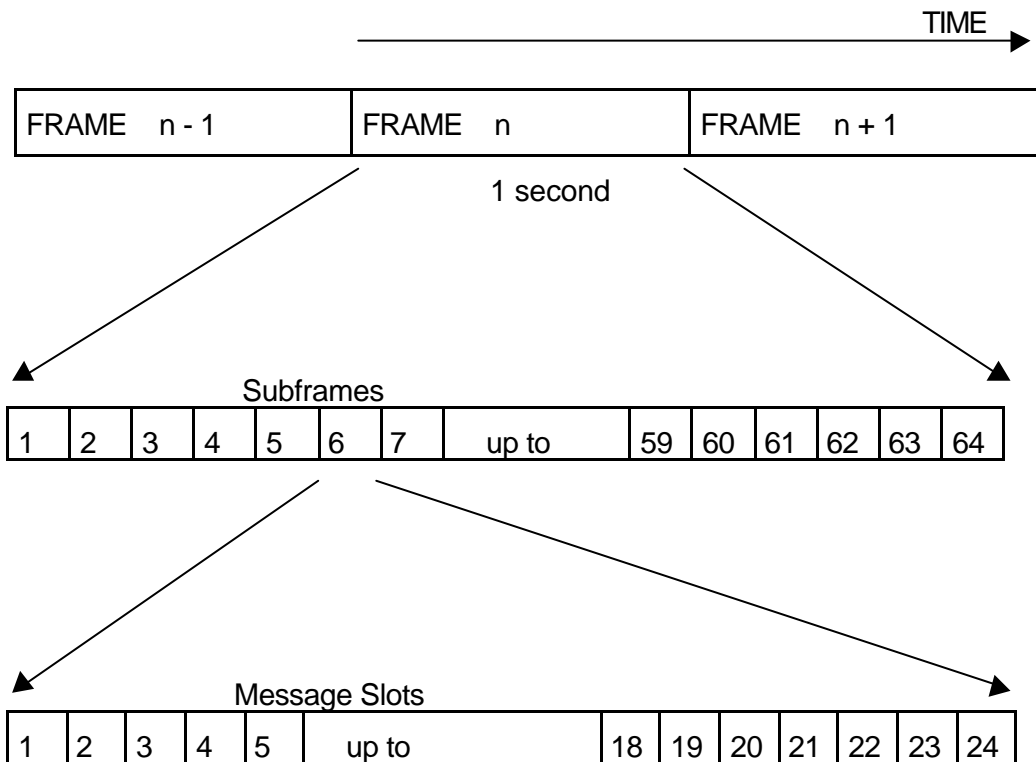 TIME
FRAME n - 1 FRAME n FRAME n + 1
1 second
Subframes
1 2 3 4 5 6 7 up to 59 60 61 62 63 64
Message Slots
1 2 3 4 5 up to 18 19 20 21 22 23 24